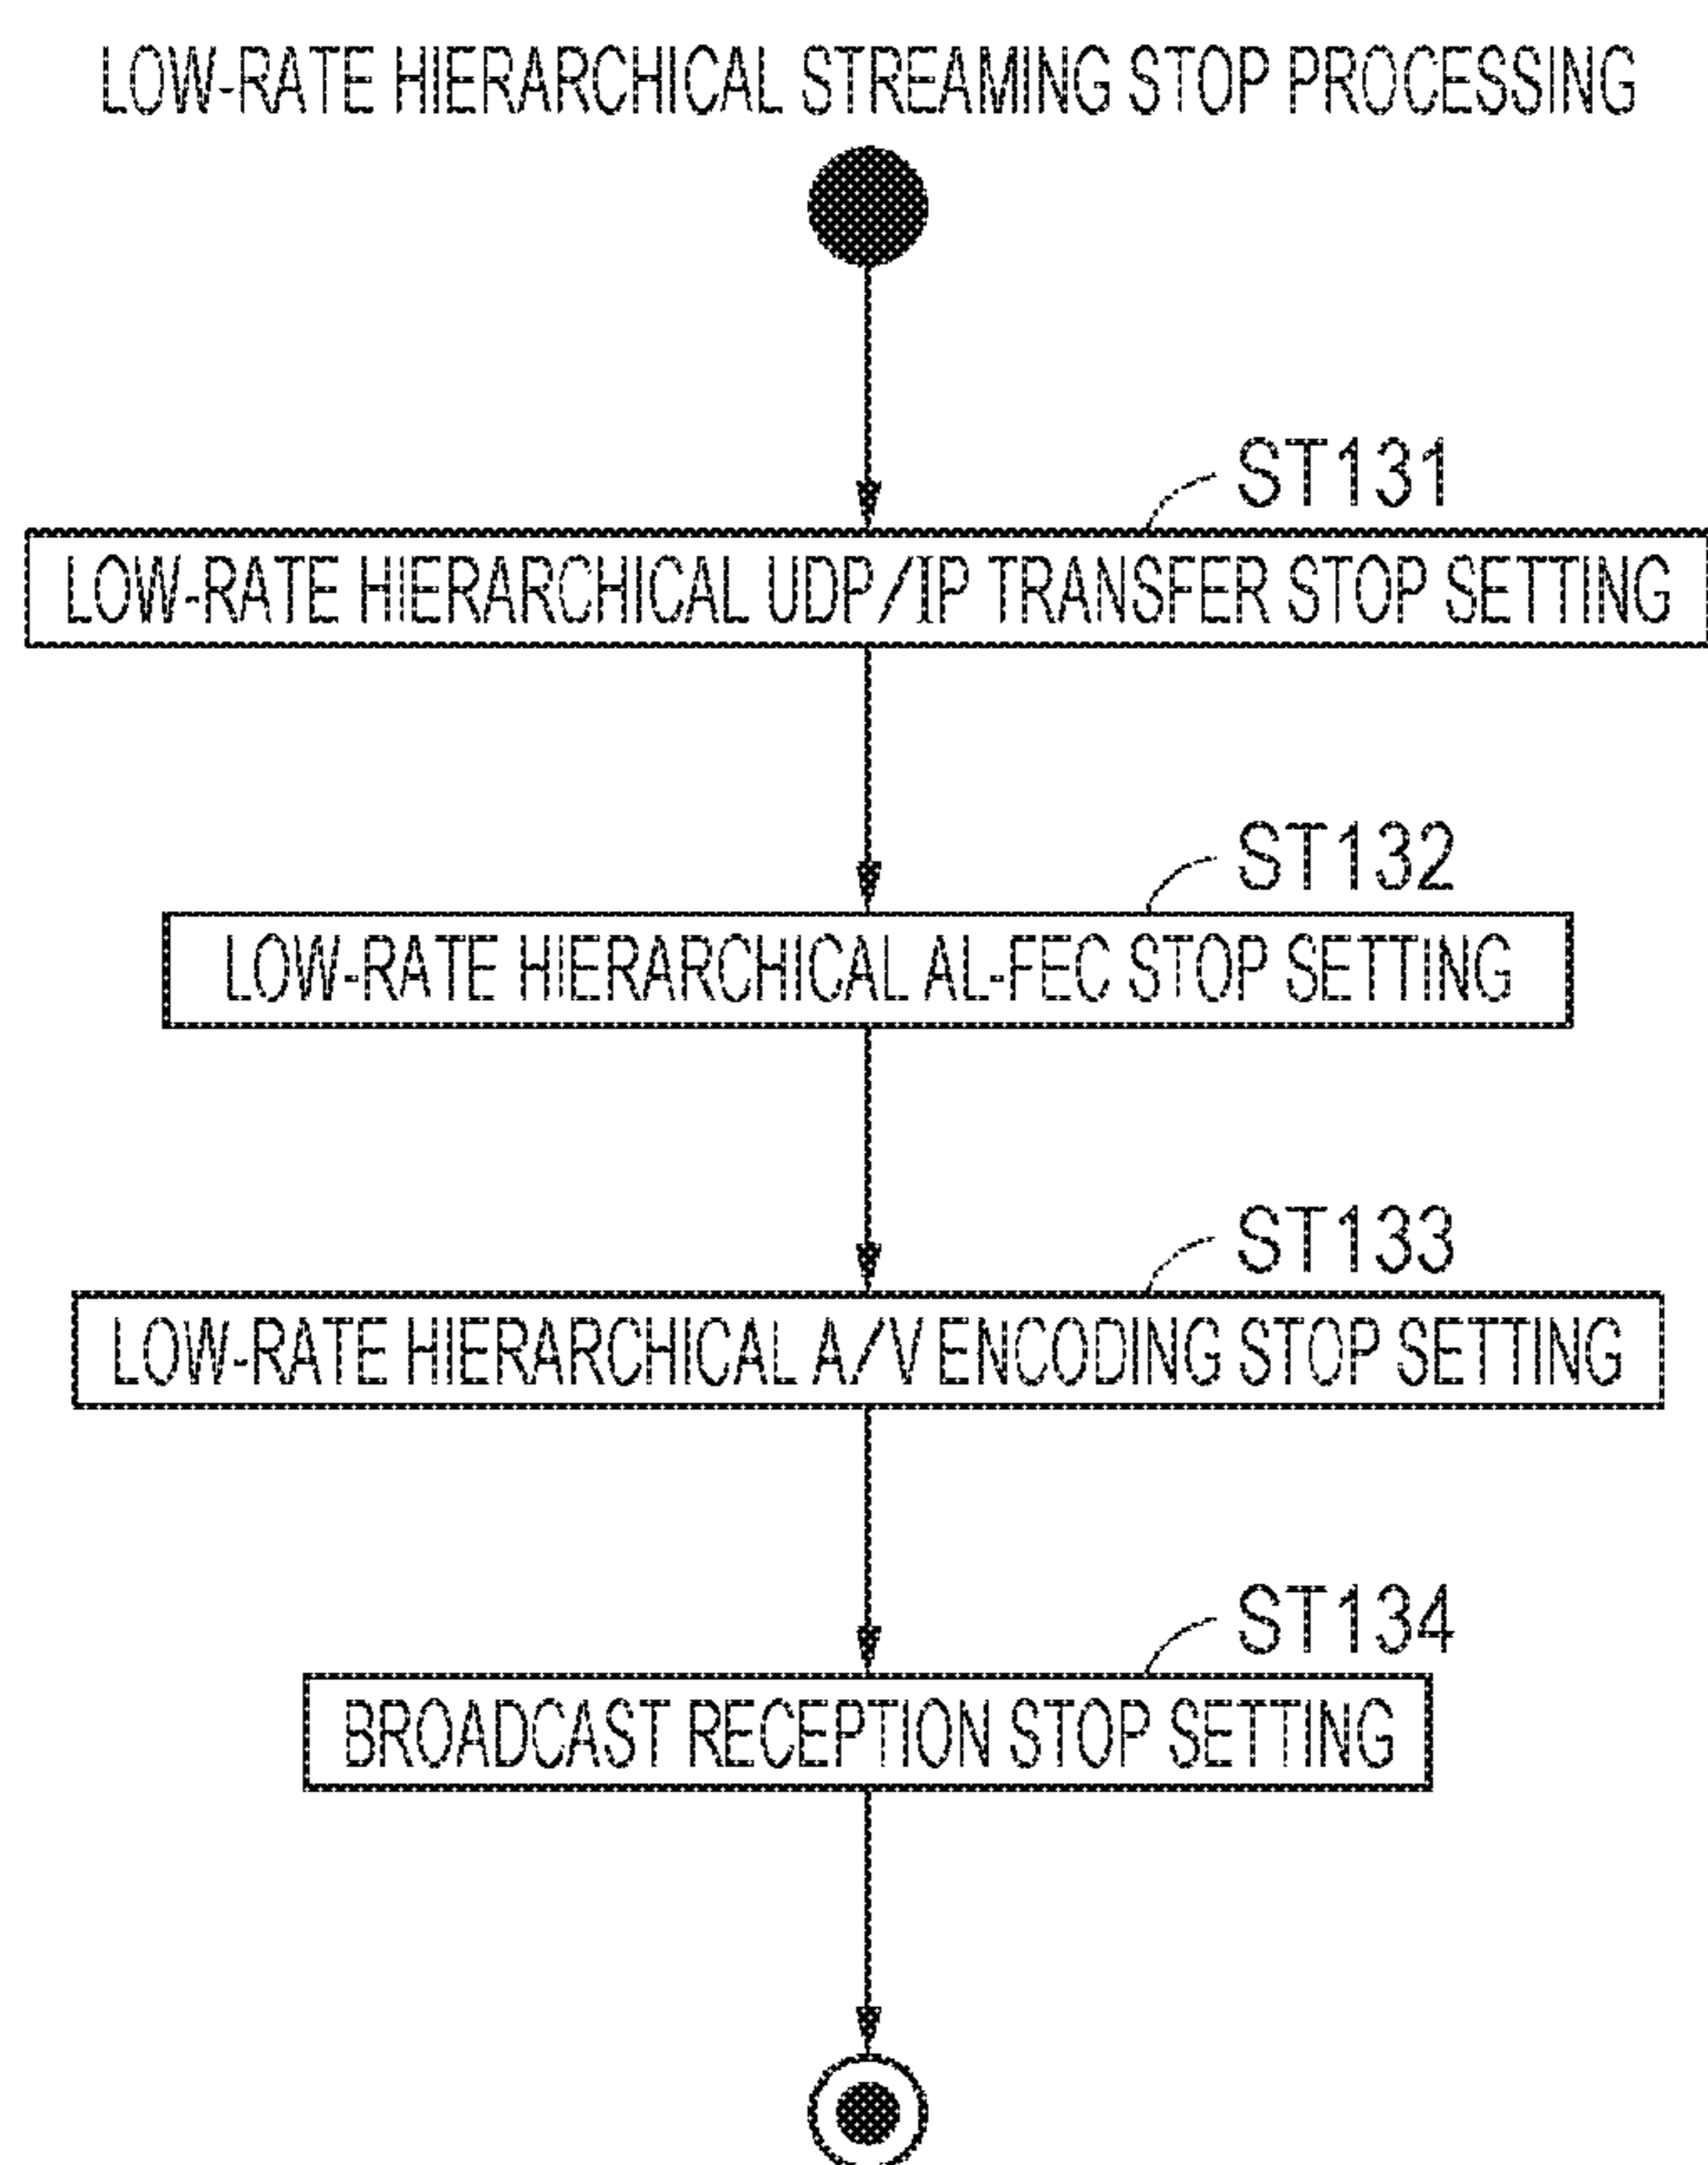 LOW-RATE HIERARCHICAL STREAMING STOP PROCESSING
ST131
LOW-RATE HIERARCHICAL UDP/IP TRANSFER STOP SETTING
ST132
LOW-RATE HIERARCHICAL AL-FEC STOP SETTING
ST133
LOW-RATE HIERARCHICAL A/V ENCODING STOP SETTING
ST134
BROADCAST RECEPTION STOP SETTING